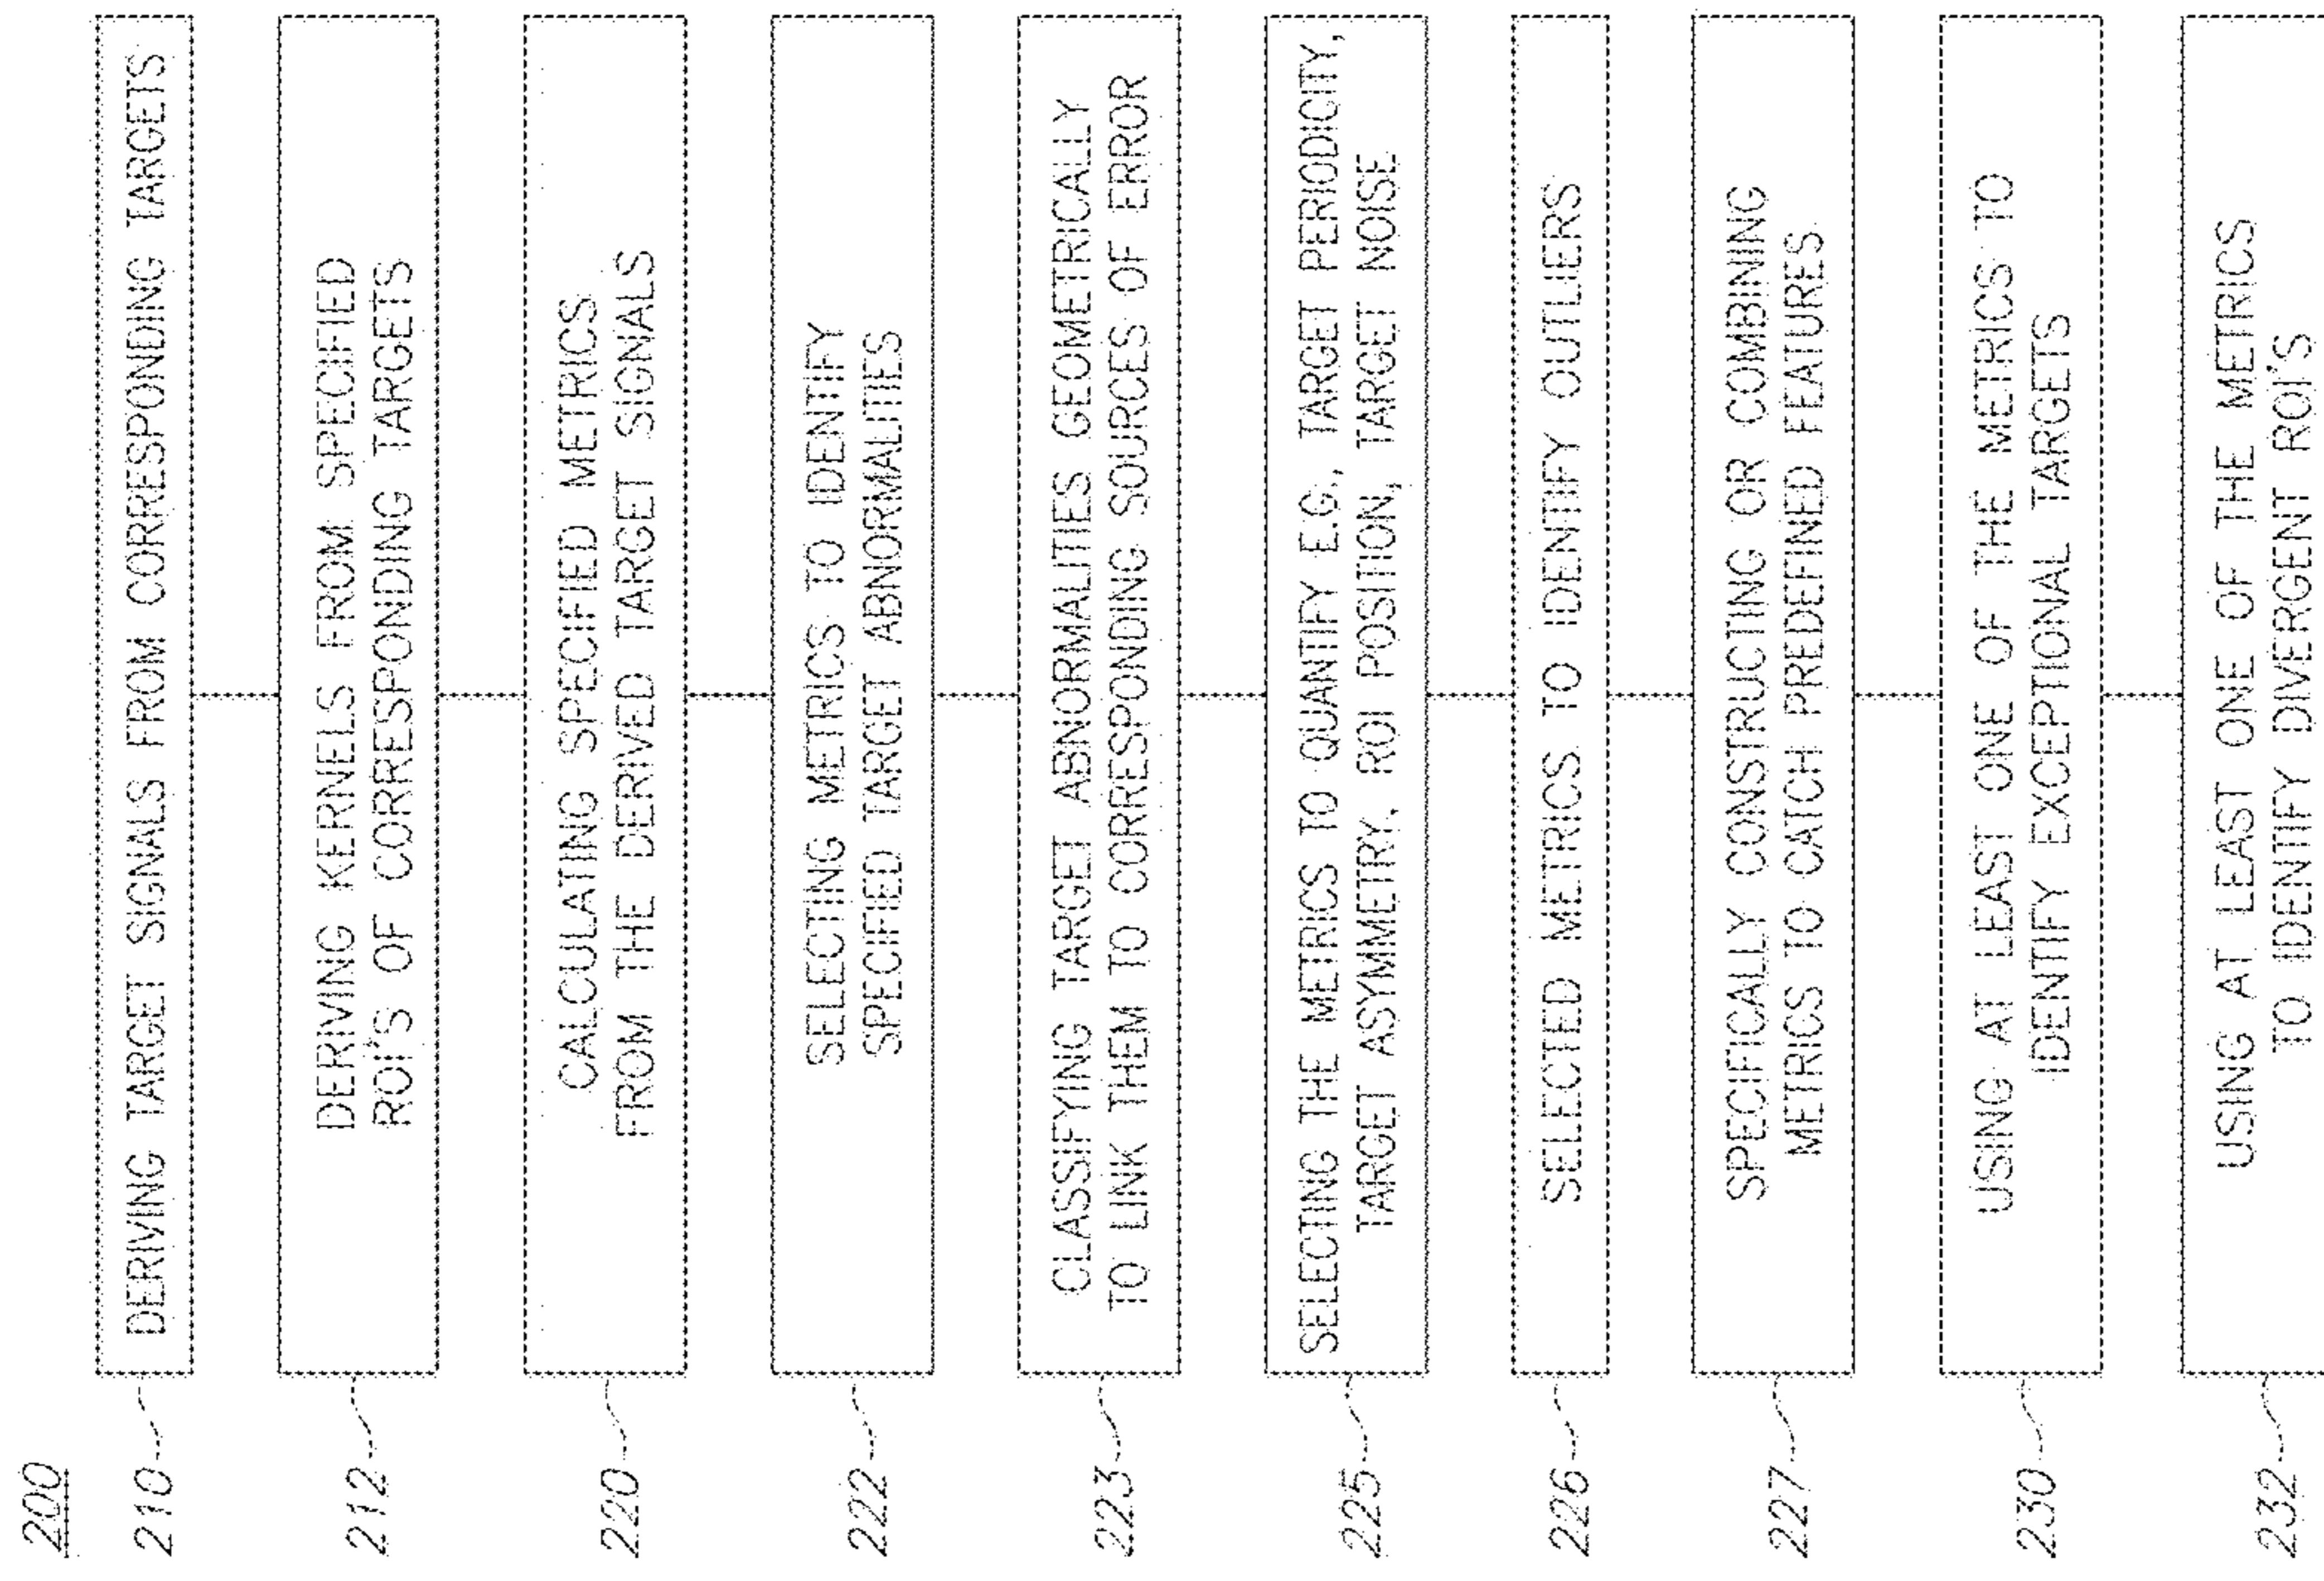 200
210
DERIVING TARGET SIGNALS FROM CORRESPONDING TARGETS
212
DERIVING KERNELS FROM SPECIFIED
ROI'S OF CORRESPONDING TARGETS
220
CALCULATING SPECIFIED METRICS
FROM THE DERIVED TARGET SIGNALS
222
SELECTING METRICS TO IDENTIFY
SPECIFIED TARGET ABNORMALITIES
223
CLASSIFYING TARGET ABNORMALITIES GEOMETRICALLY
TO LINK THEM TO CORRESPONDING SOURCES OF ERROR
225
SELECTING THE METRICS TO QUANTIFY E.G., TARGET PERIODICITY,
TARGET ASYMMETRY, ROI POSITION, TARGET NOISE
226
SELECTED METRICS TO IDENTIFY OUTLIERS
227
SPECIFICALLY CONSTRUCTING OR COMBINING
METRICS TO CATCH PREDEFINED FEATURES
230
USING AT LEAST ONE OF THE METRICS TO
IDENTIFY EXCEPTIONAL TARGETS
232
USING AT LEAST ONE OF THE METRICS
TO IDENTIFY DIVERGENT ROI'S